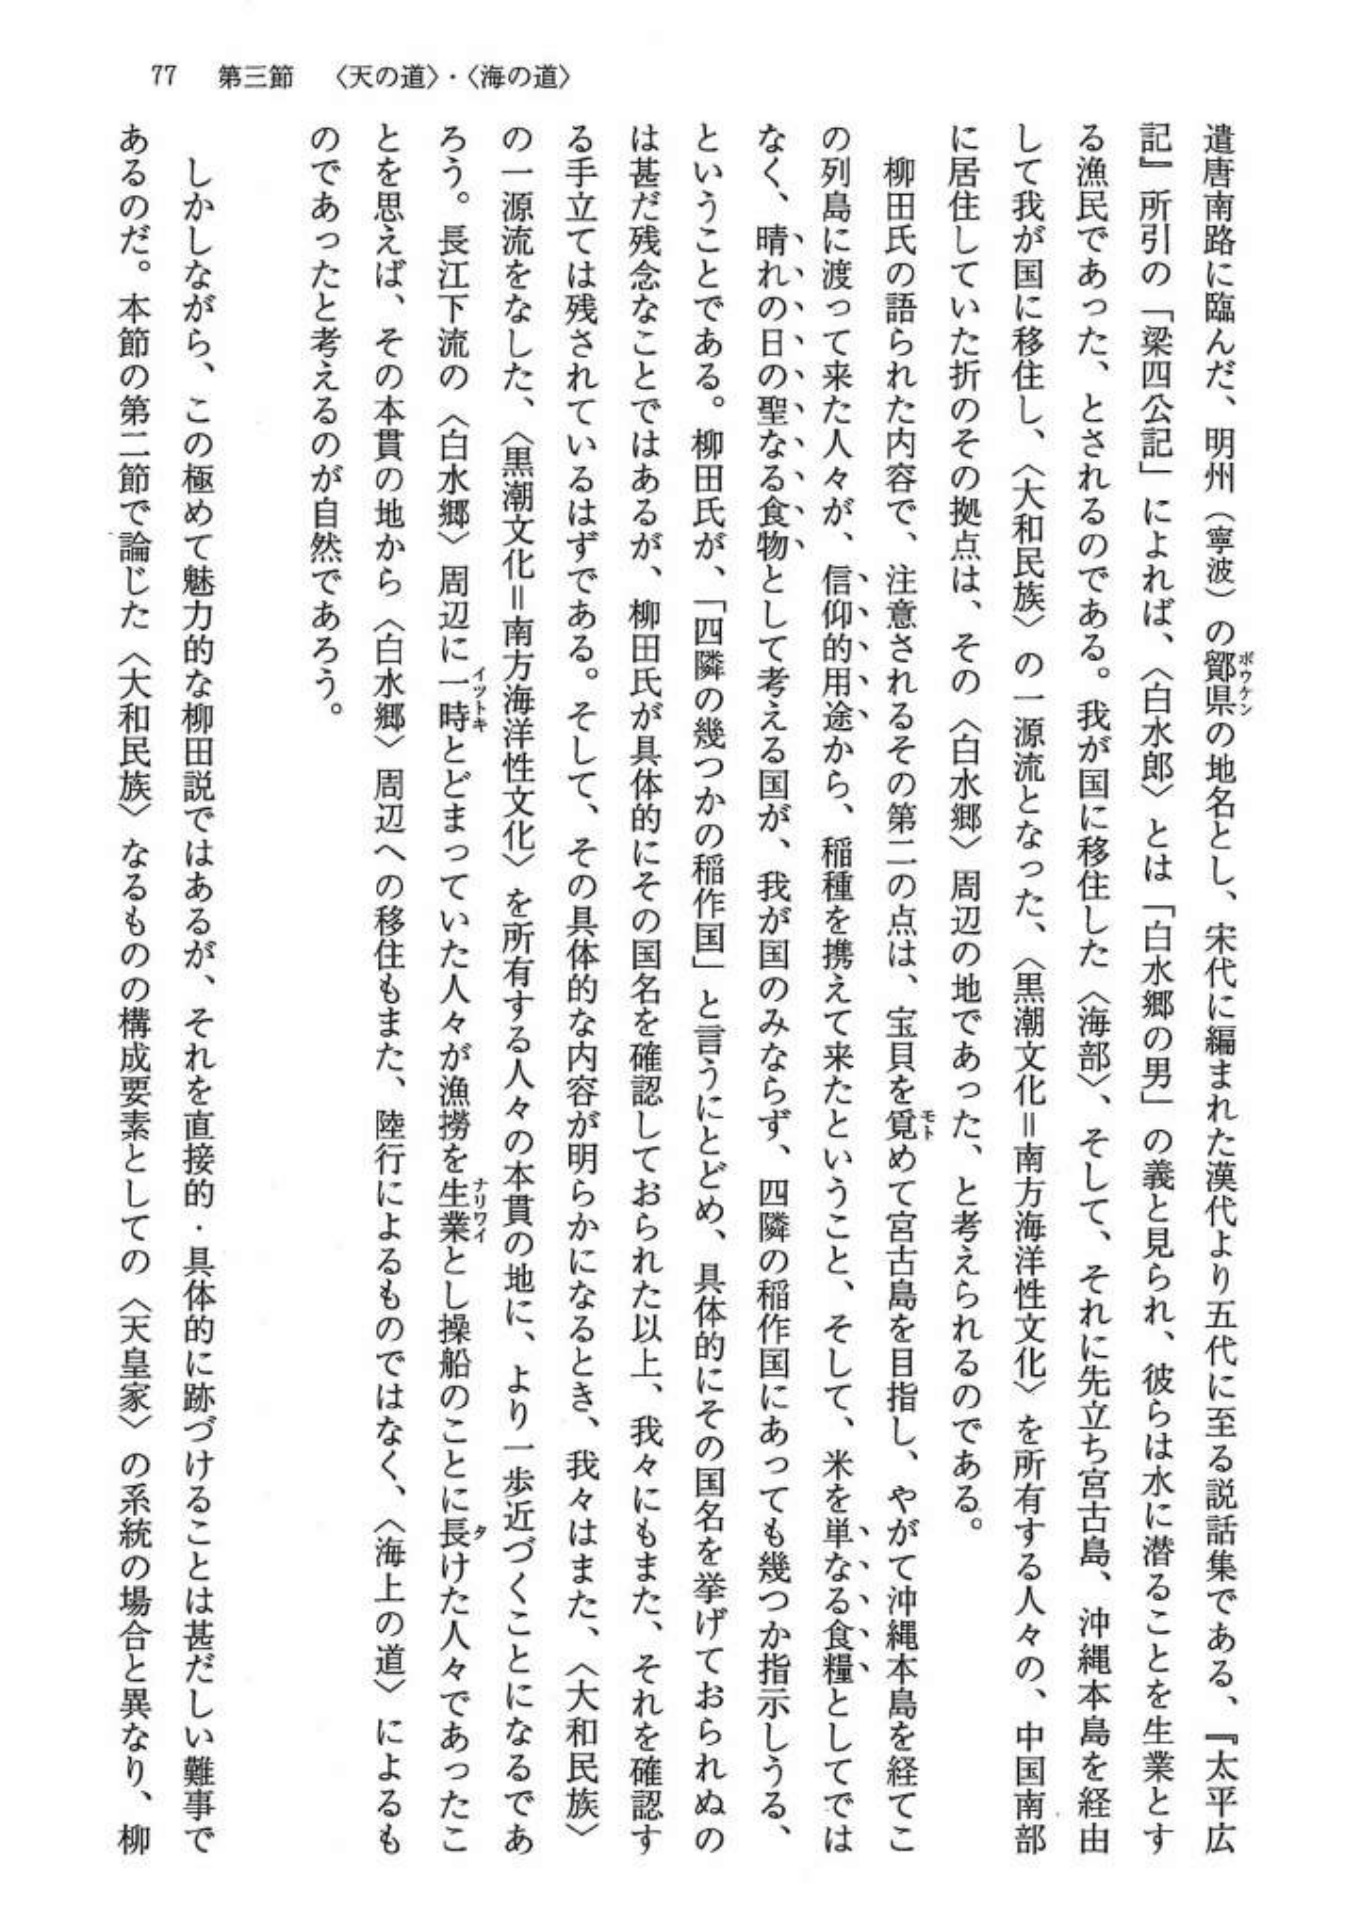 77　第三節　〈天の道〉・〈海の道〉
遣唐南路に臨んだ、明州（寧波）の鄮県の地名とし、宋代に編まれた漢代より五代に至る説話集である、『太平広
記』所引の「梁四公記」によれば、〈白水郎〉とは「白水郷の男」の義と見られ、彼らは水に潜ることを生業とす
る漁民であった、とされるのである。我が国に移住した〈海部〉、そして、それに先立ち宮古島、沖縄本島を経由
して我が国に移住し、〈大和民族〉の一源流となった、〈黒潮文化＝南方海洋性文化〉を所有する人々の、中国南部
に居住していた折のその拠点は、その〈白水郷〉周辺の地であった、と考えられるのである。
　柳田氏の語られた内容で、注意されるその第二の点は、宝貝を覓めて宮古島を目指し、やがて沖縄本島を経てこ
の列島に渡って来た人々が、信仰的用途から、稲種を携えて来たということ、そして、米を単なる食糧としてでは
なく、晴れの日の聖なる食物として考える国が、我が国のみならず、四隣の稲作国にあっても幾つか指示しうる、
ということである。柳田氏が、「四隣の幾つかの稲作国」と言うにとどめ、具体的にその国名を挙げておられぬの
は甚だ残念なことではあるが、柳田氏が具体的にその国名を確認しておられた以上、我々にもまた、それを確認す
る手立ては残されているはずである。そして、その具体的な内容が明らかになるとき、我々はまた、〈大和民族〉
の一源流をなした、〈黒潮文化＝南方海洋性文化〉を所有する人々の本貫の地に、より一歩近づくことになるであ
ろう。長江下流の〈白水郷〉周辺に一時とどまっていた人々が漁撈を生業とし操船のことに長けた人々であったこ
とを思えば、その本貫の地から〈白水郷〉周辺への移住もまた、陸行によるものではなく、〈海上の道〉によるも
のであったと考えるのが自然であろう。
　しかしながら、この極めて魅力的な柳田説ではあるが、それを直接的・具体的に跡づけることは甚だしい難事で
あるのだ。本節の第二節で論じた〈大和民族〉なるものの構成要素としての〈天皇家〉の系統の場合と異なり、柳
ボウケン
モト
イットキ
ナリワイ
タ